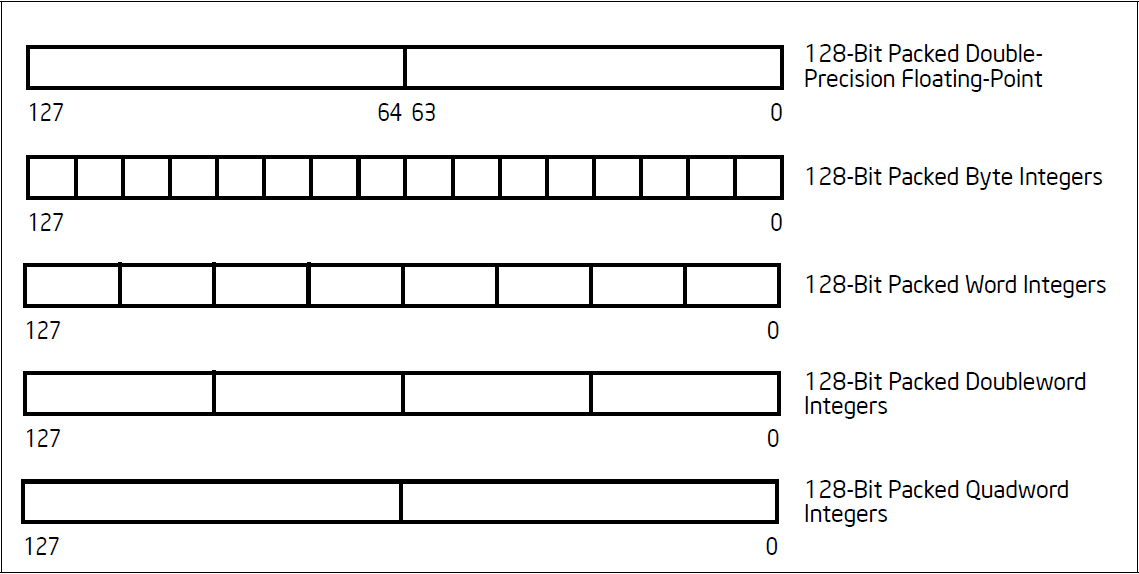 128-Bit Packed Double-
Precision Floating-Point
127 64 63 0
128-Bit Packed Byte Integers
127 0
128-Bit Packed Word Integers
127 0
128-Bit Packed Doubleword
Integers
127 0
128-Bit Packed Quadword
Integers
127 0